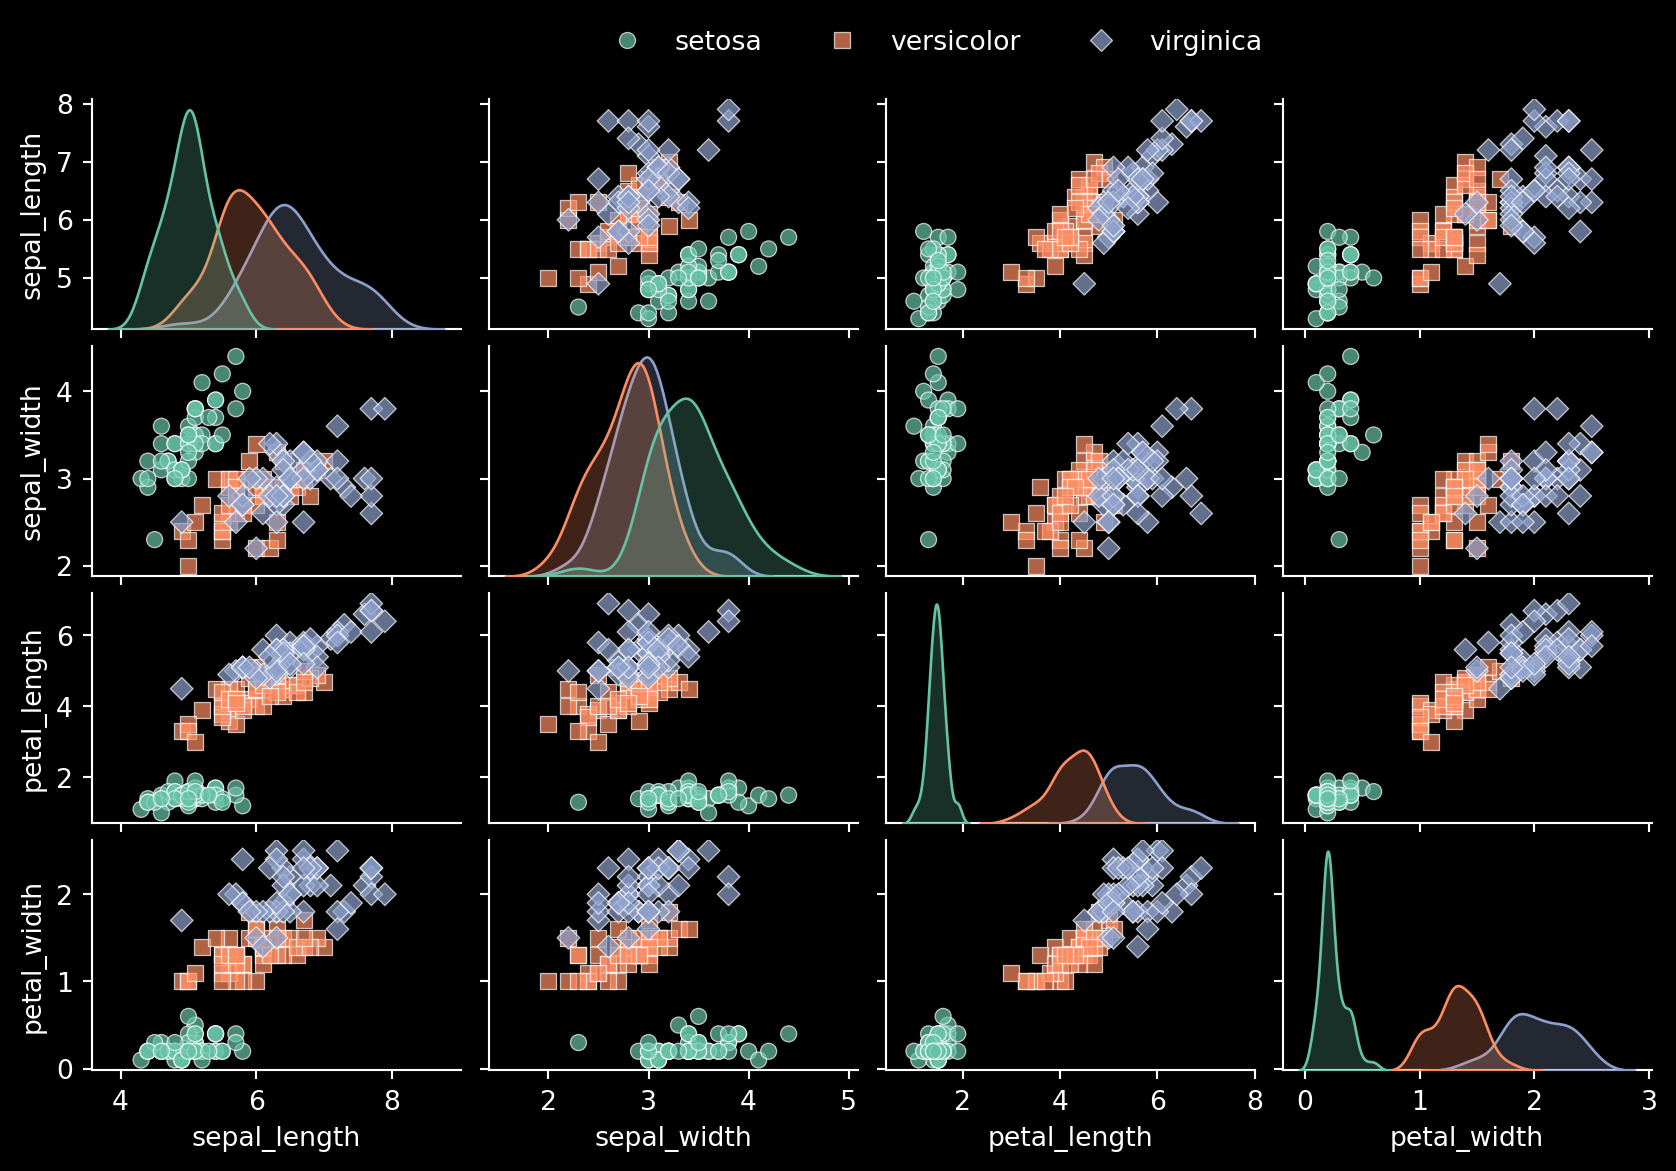 setosa versicolor virginica
8
7
6
5
sepal_length
4
3
2
sepal_width
6
4
2
petal_length
2
1
0
petal_width
4 6 8 2 3 4 5 2 4 6 8 0 1 2 3
sepal_length sepal_width petal_length petal_width